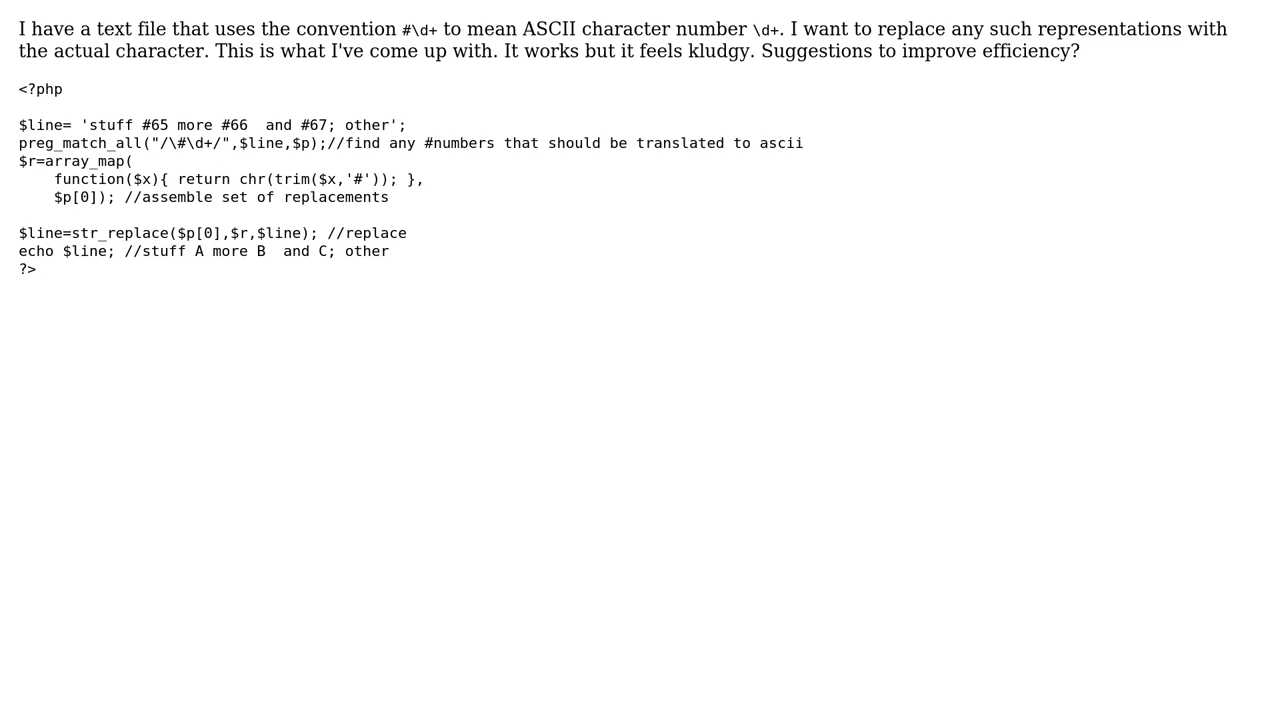 I have a text file that uses the convention #\d+ to mean ASCII character number \d+. I want to replace any such representations with
the actual character. This is what I've come up with. It works but it feels kludgy. Suggestions to improve efficiency?
<?php
$line= 'stuff #65 more #66  and #67; other';
preg_match_all("/\#\d+/",$line,$p);//find any #numbers that should be translated to ascii
$r=array_map(
    function($x){ return chr(trim($x,'#')); },
    $p[0]); //assemble set of replacements
$line=str_replace($p[0],$r,$line); //replace
echo $line; //stuff A more B  and C; other
?>